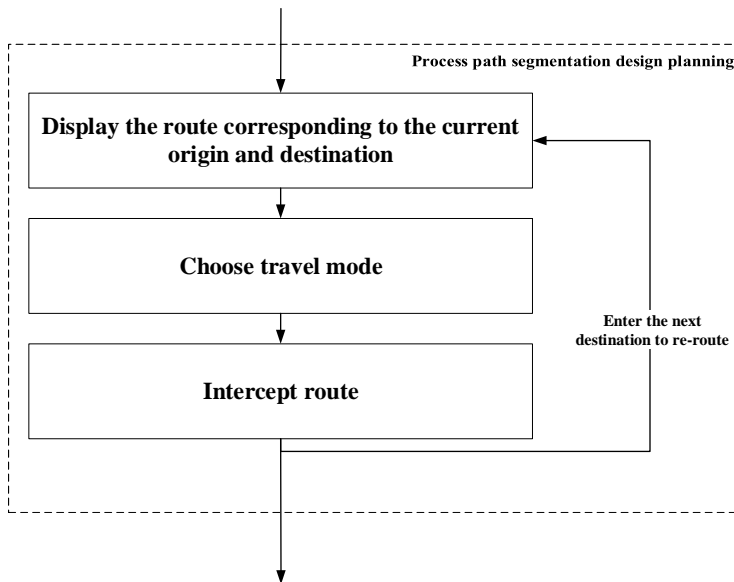 Process path segmentation design planning
Display the route corresponding to the current
origin and destination
Choose travel mode
Enter the next
destination to re-route
Intercept route